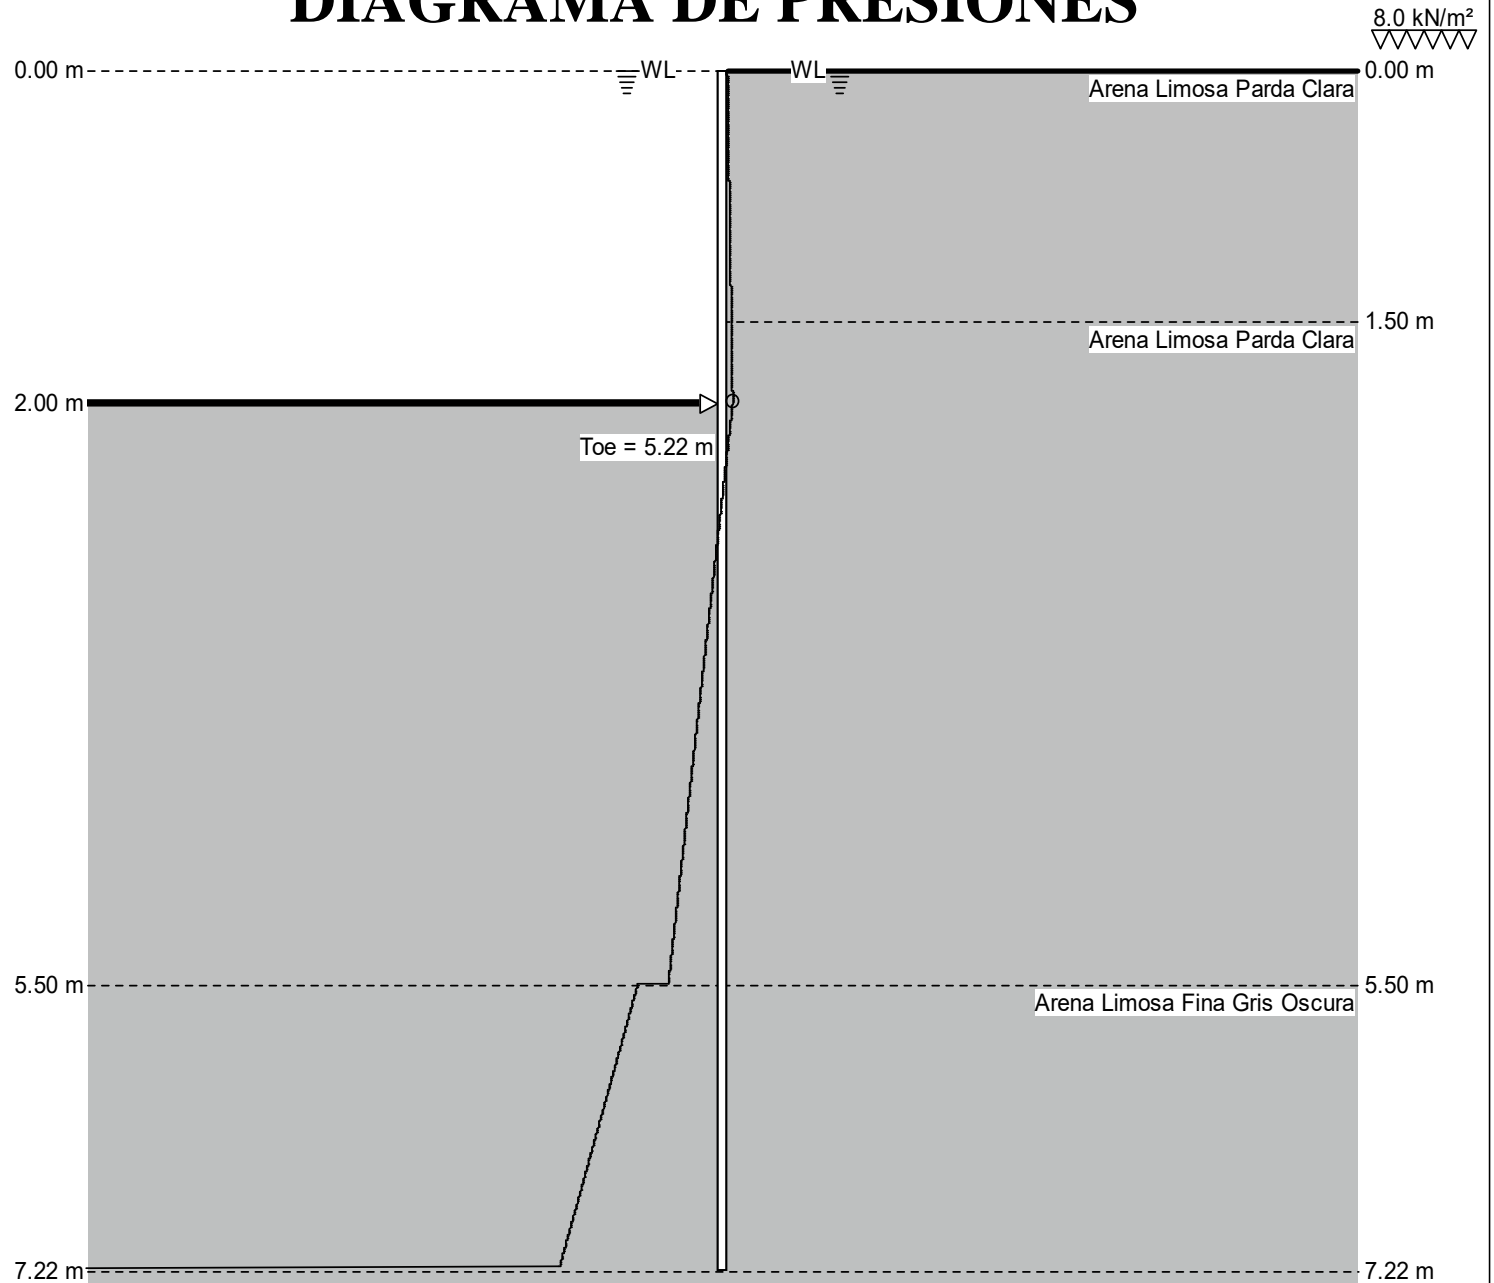 DIAGRAMA DE PRESIONES
8.0 kN/m²
0.00 m WL WL 0.00 m
Arena Limosa Parda Clara
1.50 m
Arena Limosa Parda Clara
2.00 m
Toe = 5.22 m
5.50 m 5.50 m
Arena Limosa Fina Gris Oscura
7.22 m 7.22 m